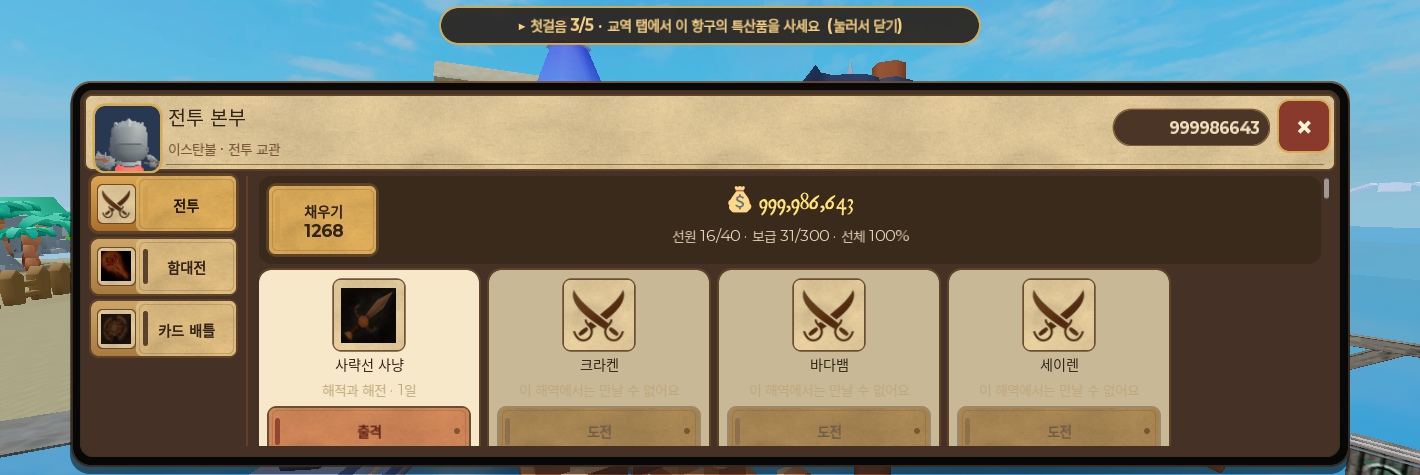 ▸ 첫걸음 3/5 · 교역 탭에서 이 항구의 특산품을 사세요 (눌러서 닫기)
전투 본부
이스탄불 · 전투 교관
999986643
×
전투
함대전
카드 배틀
채우기
1268
999,986,643
선원 16/40 · 보급 31/300 · 선체 100%
사략선 사냥
해적과 해전 · 1일
출격
크라켄
이 해역에서는 만날 수 없어요
도전
바다뱀
이 해역에서는 만날 수 없어요
도전
세이렌
이 해역에서는 만날 수 없어요
도전